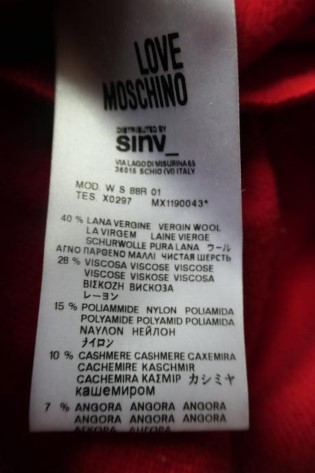 LOVE
MOSCHINO
DISTRIBUTED BY
sinv_
VIA LAGO DI MISURINA 65
36015 SCHIO (VI) ITALY
MOD. W S 88R 01
TES X0297 MX1190043*
40 % LANA VERGINE VERGIN WOOL
LA VIRGEM LAINE VIERGE
SCHURWOLLE PURA LANA ウール
ΑΓΝΟ ΠΑΡΘΕΝΟ ΜΑΛΛΙ ЧИСТАЯ ШЕРСТЬ
28 % VISCOSA VISCOSE VISCOSE
VISCOSE VISKOSE VISCOSE
ΒΙΣΚΟΖΗ ВИСКОЗА
レーヨン
15 % POLIAMMIDE NYLON POLIAMIDA
POLYAMIDE POLYAMID POLIAMIDA
ΝΑΥΛΟΝ НЕЙЛОН
ナイロン
10 % CASHMERE CASHMERE CAXEMIRA
CACHEMIRE KASCHMIR
CACHEMIRA ΚΑΣΜΙΡ カシミヤ
кашемиром
7 % ANGORA ANGORA ANGORA
ANGORA ANGORA ANGORA